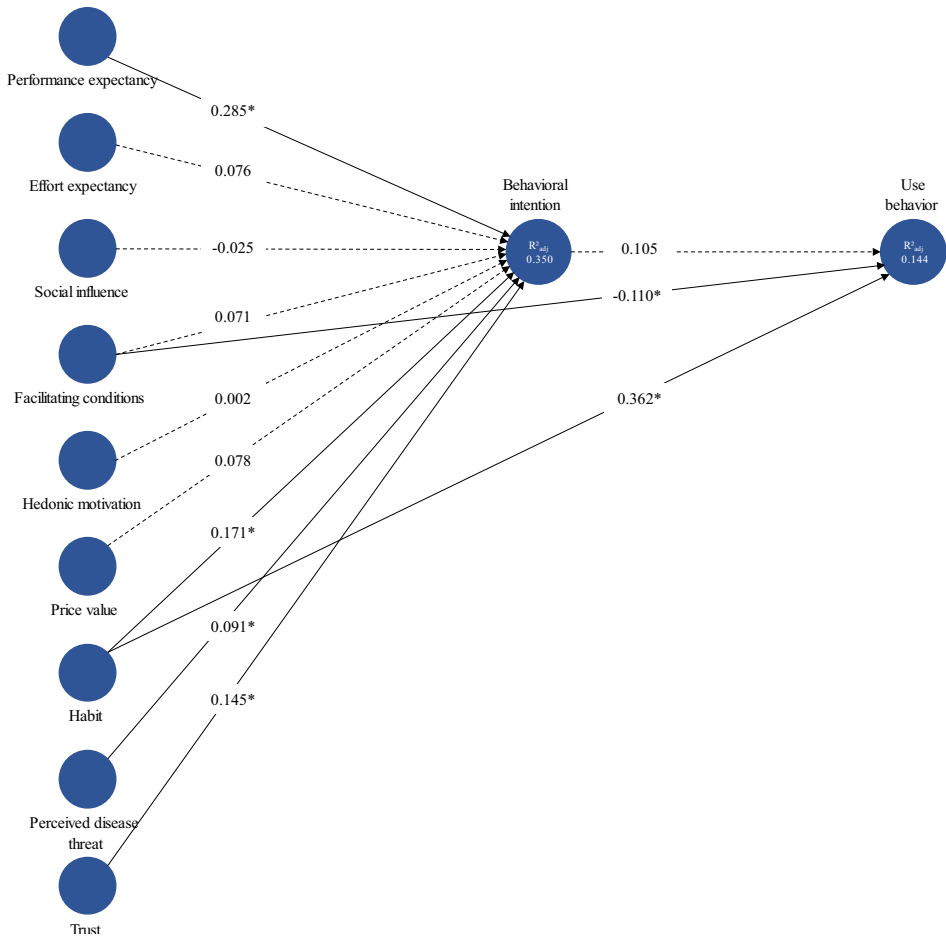 Performance expectancy
0.285*
Effort expectancy
0.076
Behavioral
intention
Use
behavior
Social influence
-0.025
R²adj
0.350
0.105
R²adj
0.144
Facilitating conditions
0.071
-0.110*
Hedonic motivation
0.002
0.362*
Price value
0.078
Habit
0.171*
Perceived disease
threat
0.091*
Trust
0.145*